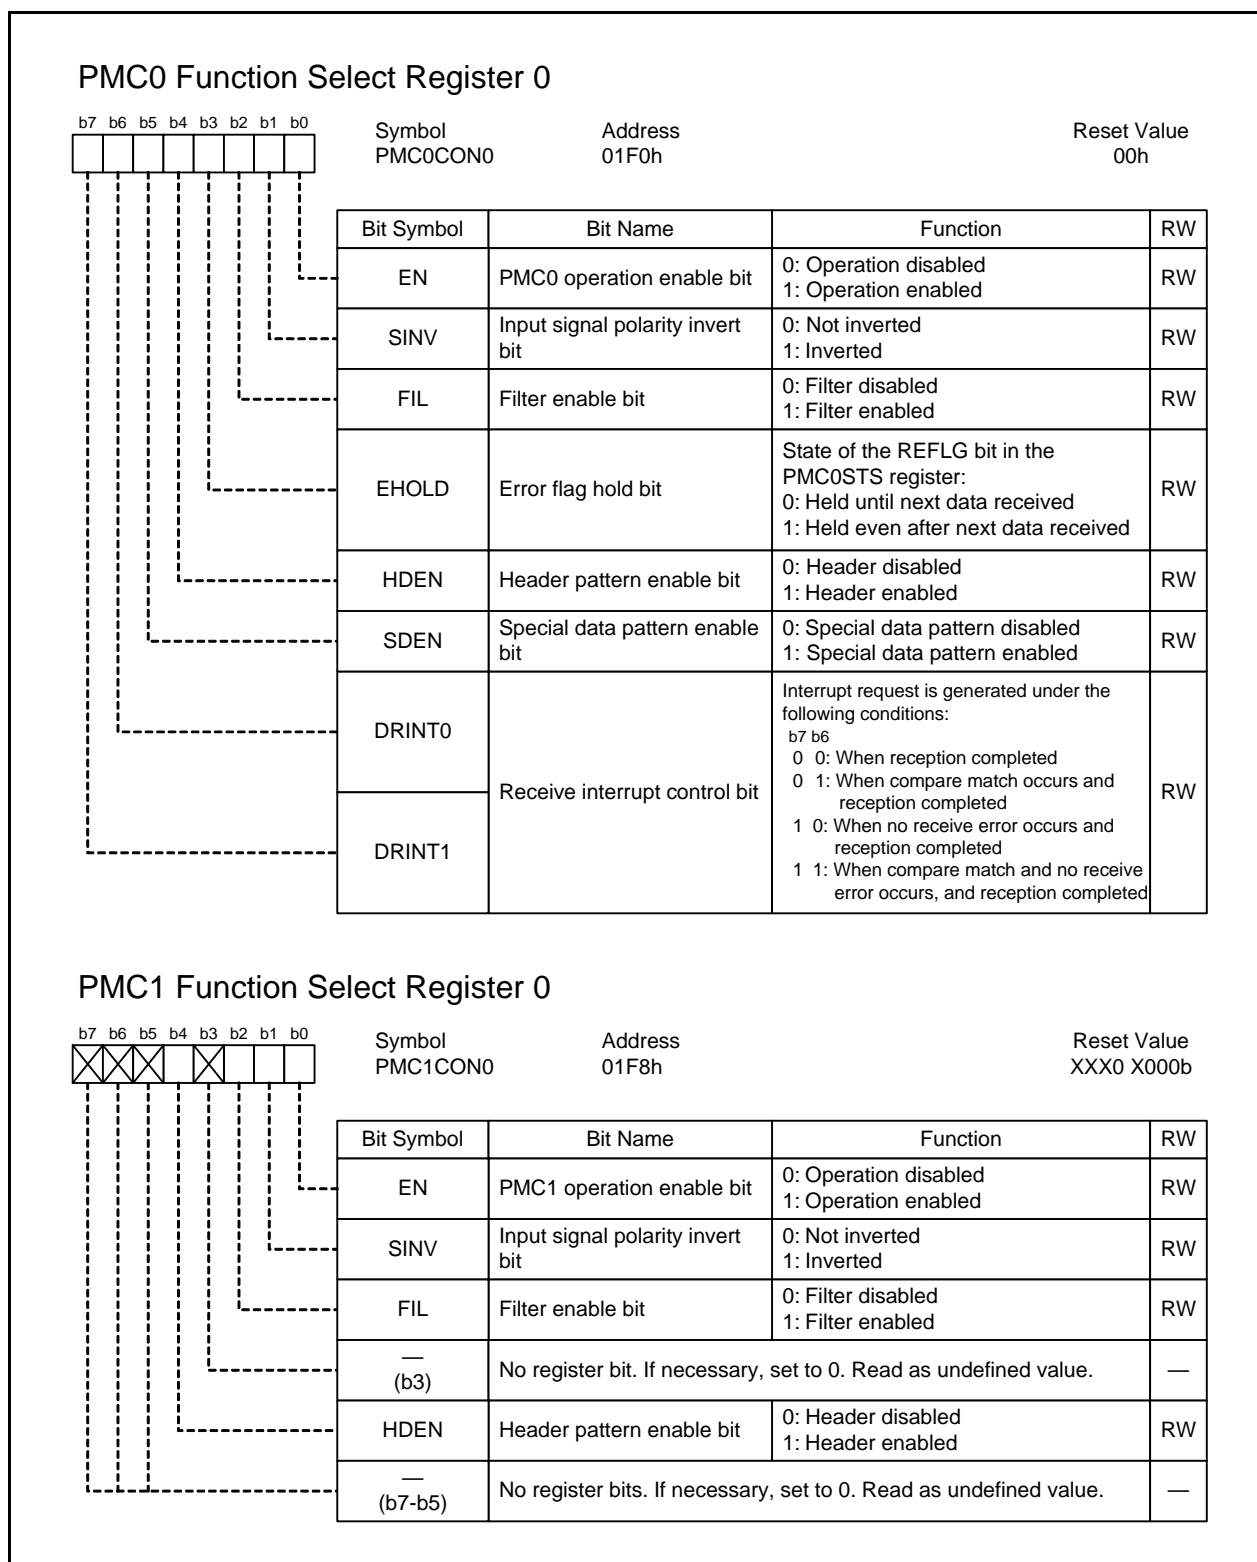 PMC0 Function Select Register 0
b7 b6 b5 b4 b3 b2 b1 b0
Symbol Address Reset Value
PMC0CON0 01F0h 00h
Bit Symbol Bit Name Function RW
EN PMC0 operation enable bit 0: Operation disabled
1: Operation enabled RW
SINV Input signal polarity invert
bit 0: Not inverted
1: Inverted RW
FIL Filter enable bit 0: Filter disabled
1: Filter enabled RW
EHOLD Error flag hold bit State of the REFLG bit in the
PMC0STS register:
0: Held until next data received
1: Held even after next data received RW
HDEN Header pattern enable bit 0: Header disabled
1: Header enabled RW
SDEN Special data pattern enable
bit 0: Special data pattern disabled
1: Special data pattern enabled RW
DRINT0
DRINT1
Receive interrupt control bit
Interrupt request is generated under the
following conditions:
b7 b6
0 0: When reception completed
0 1: When compare match occurs and
reception completed
1 0: When no receive error occurs and
reception completed
1 1: When compare match and no receive
error occurs, and reception completed
RW
PMC1 Function Select Register 0
b7 b6 b5 b4 b3 b2 b1 b0
Symbol Address Reset Value
PMC1CON0 01F8h XXX0 X000b
Bit Symbol Bit Name Function RW
EN PMC1 operation enable bit 0: Operation disabled
1: Operation enabled RW
SINV Input signal polarity invert
bit 0: Not inverted
1: Inverted RW
FIL Filter enable bit 0: Filter disabled
1: Filter enabled RW
—
(b3) No register bit. If necessary, set to 0. Read as undefined value. —
HDEN Header pattern enable bit 0: Header disabled
1: Header enabled RW
—
(b7-b5) No register bits. If necessary, set to 0. Read as undefined value. —